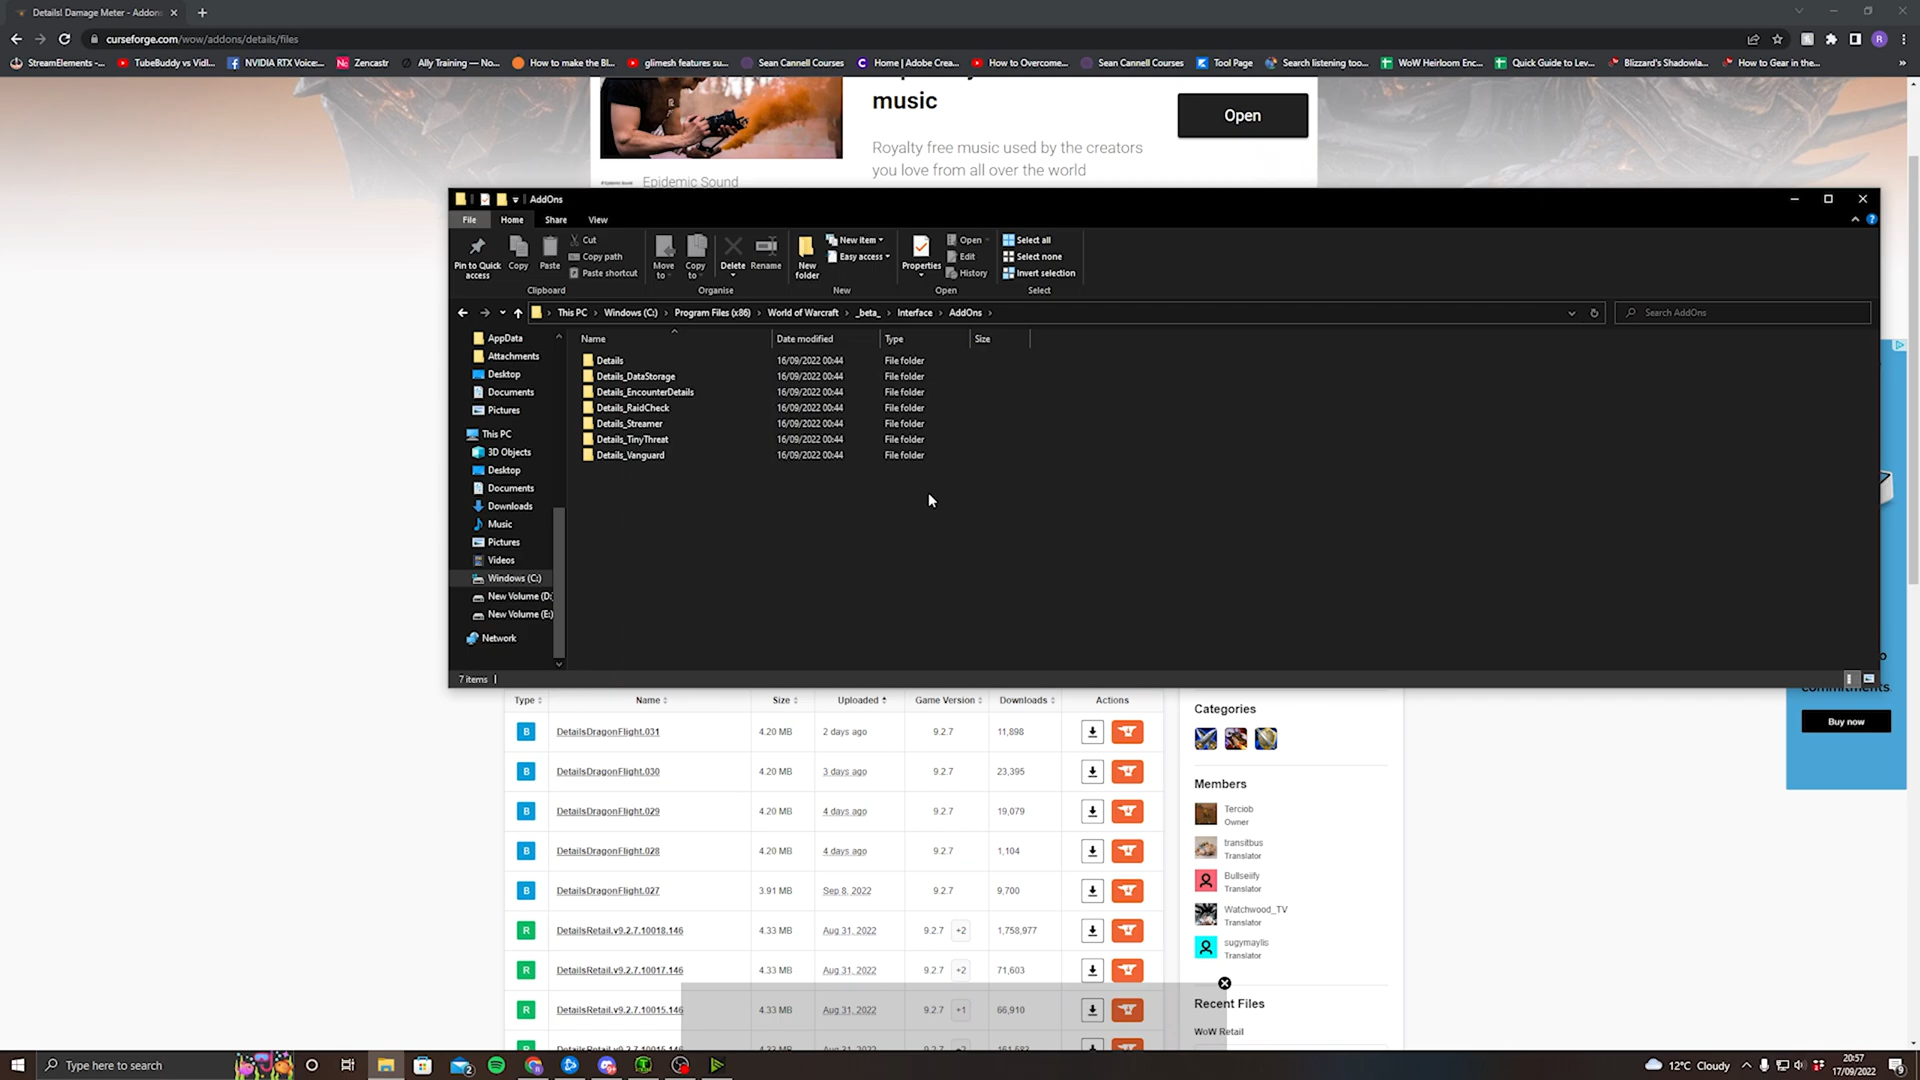 Details! Damage Meter - Addons
curseforge.com/wow/addons/details/files
StreamElements -... TubeBuddy vs VidI... NVIDIA RTX Voice:... Zencastr Ally Training — No... How to make the Bl... glimesh features su... Sean Cannell Courses Home | Adobe Crea... How to Overcome... Sean Cannell Courses Tool Page Search listening too... WoW Heirloom Enc... Quick Guide to Lev... Blizzard's Shadowla... How to Gear in the...
music
Open
Royalty free music used by the creators
you love from all over the world
Epidemic Sound
AddOns
File Home Share View
Pin to Quick access
Copy
Paste
Cut
Copy path
Paste shortcut
Clipboard
Move to
Copy to
Delete
Rename
Organise
New folder
New item
Easy access
New
Properties
Open
Edit
History
Open
Select all
Select none
Invert selection
Select
This PC Windows (C:) Program Files (x86) World of Warcraft _beta_ Interface AddOns
Search AddOns
AppData
Attachments
Desktop
Documents
Pictures
This PC
3D Objects
Desktop
Documents
Downloads
Music
Pictures
Videos
Windows (C:)
New Volume (D:
New Volume (E:)
Network
Name Date modified Type Size
Details 16/09/2022 00:44 File folder
Details_DataStorage 16/09/2022 00:44 File folder
Details_EncounterDetails 16/09/2022 00:44 File folder
Details_RaidCheck 16/09/2022 00:44 File folder
Details_Streamer 16/09/2022 00:44 File folder
Details_TinyThreat 16/09/2022 00:44 File folder
Details_Vanguard 16/09/2022 00:44 File folder
7 items
Type Name Size Uploaded Game Version Downloads Actions
B DetailsDragonFlight.031 4.20 MB 2 days ago 9.2.7 11,898
B DetailsDragonFlight.030 4.20 MB 3 days ago 9.2.7 23,395
B DetailsDragonFlight.029 4.20 MB 4 days ago 9.2.7 19,079
B DetailsDragonFlight.028 4.20 MB 4 days ago 9.2.7 1,104
B DetailsDragonFlight.027 3.91 MB Sep 8, 2022 9.2.7 9,700
R DetailsRetail.v9.2.7.10018.146 4.33 MB Aug 31, 2022 9.2.7 +2 1,758,977
R DetailsRetail.v9.2.7.10017.146 4.33 MB Aug 31, 2022 9.2.7 +2 71,603
R DetailsRetail.v9.2.7.10015.146 4.33 MB Aug 31, 2022 9.2.7 +1 66,910
Categories
Members
Terciob
Owner
transitbus
Translator
Bullseiify
Translator
Watchwood_TV
Translator
sugymaylis
Translator
Recent Files
WoW Retail
commitments
Buy now
Type here to search
12°C Cloudy
20:57
17/09/2022